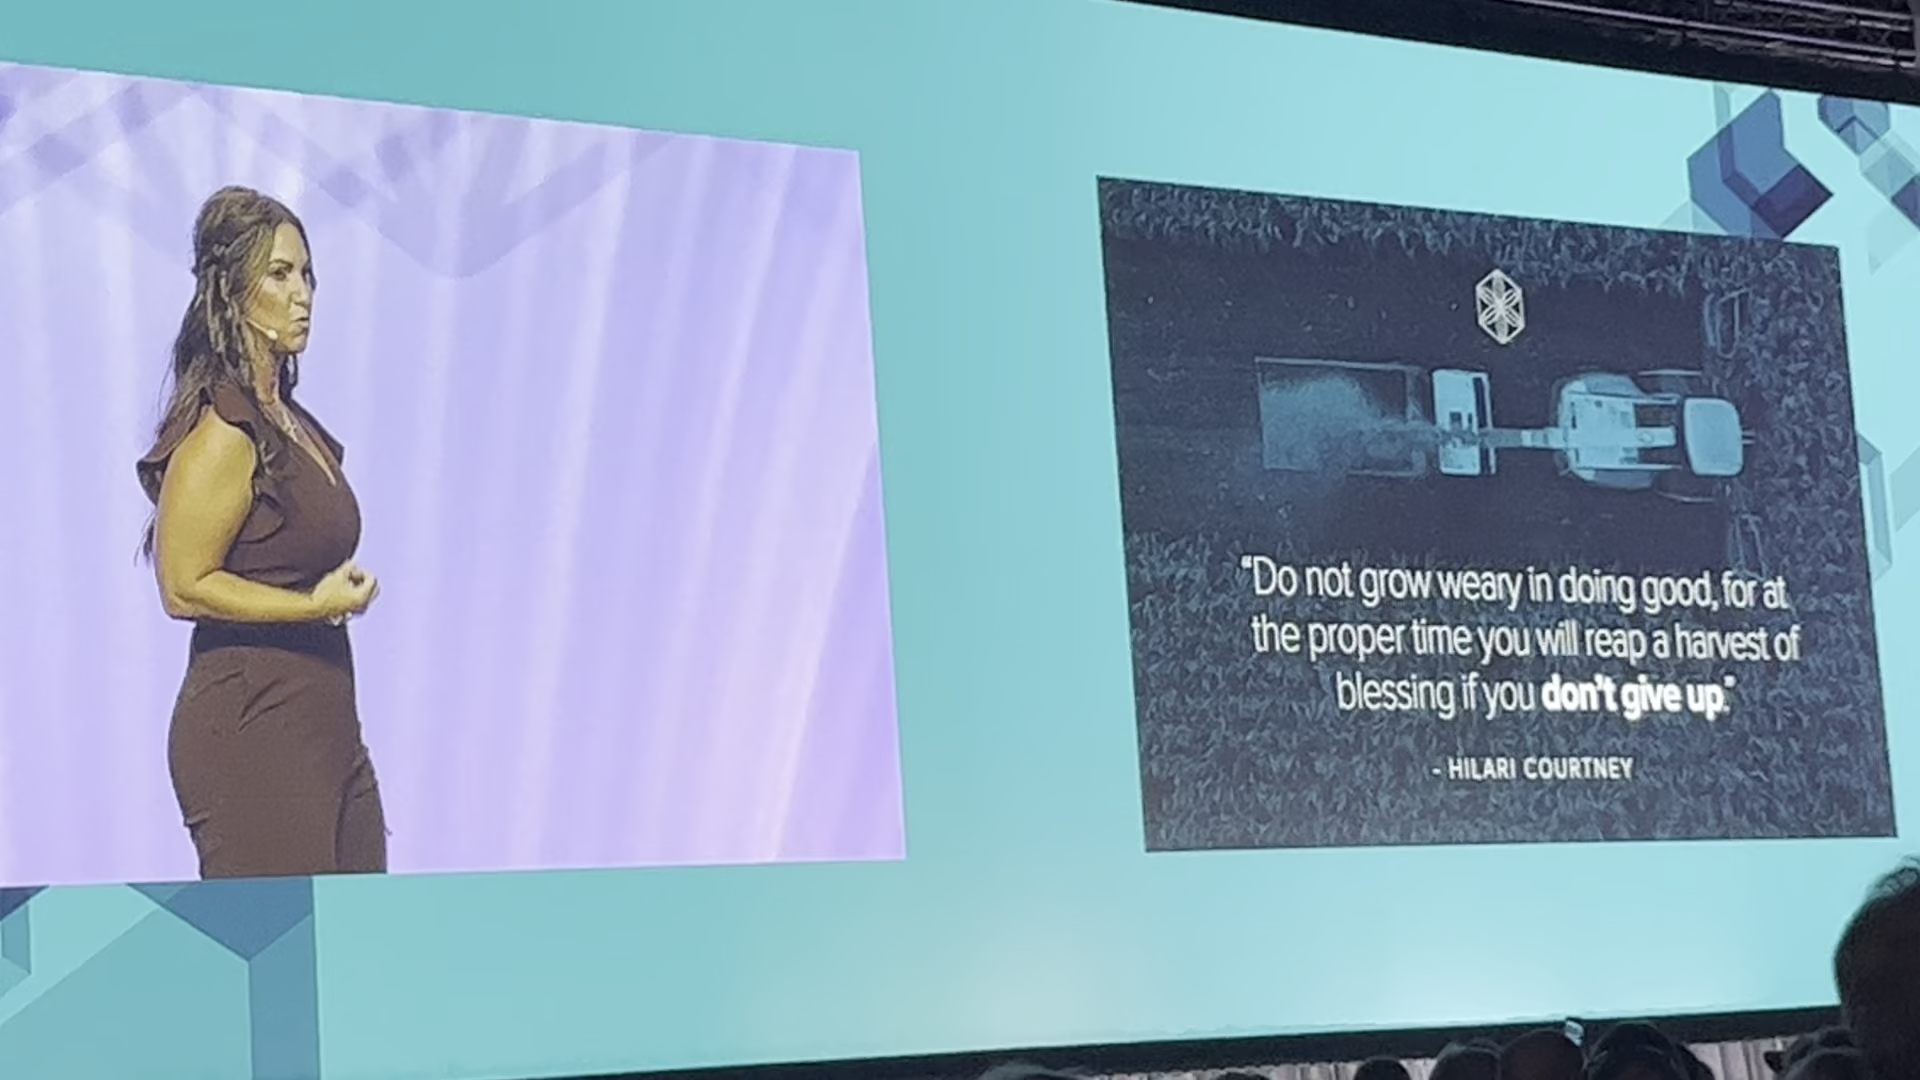 “Do not grow weary in doing good, for at
the proper time you will reap a harvest of
blessing if you don't give up.”
- HILARI COURTNEY